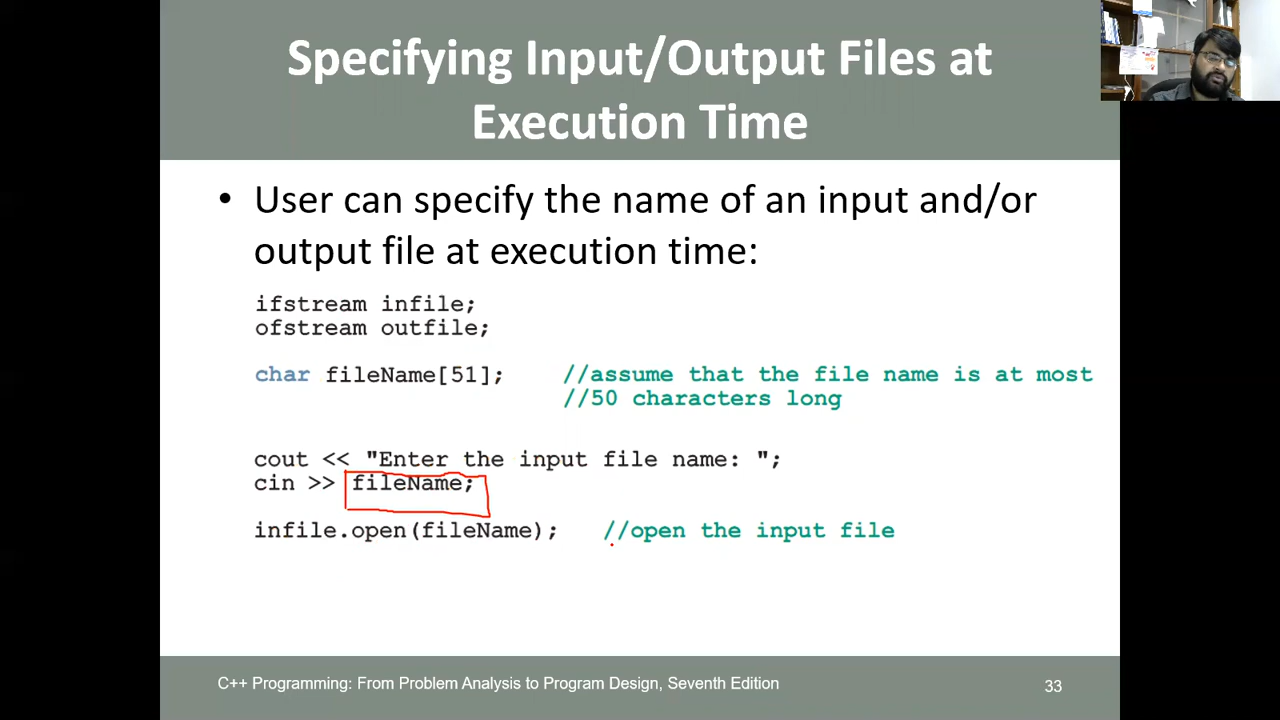 Specifying Input/Output Files at
Execution Time
• User can specify the name of an input and/or
output file at execution time:
ifstream infile;
ofstream outfile;
char fileName[51]; //assume that the file name is at most
//50 characters long
cout << "Enter the input file name: ";
cin >> fileName;
infile.open(fileName); //open the input file
C++ Programming: From Problem Analysis to Program Design, Seventh Edition 33